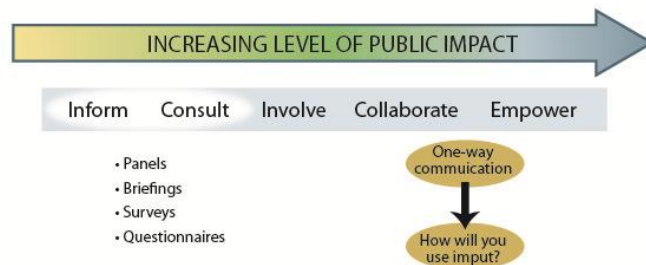 INCREASING LEVEL OF PUBLIC IMPACT
Inform Consult Involve Collaborate Empower
• Panels
• Briefings
• Surveys
• Questionnaires
One-way
commuication
How will you
use imput?